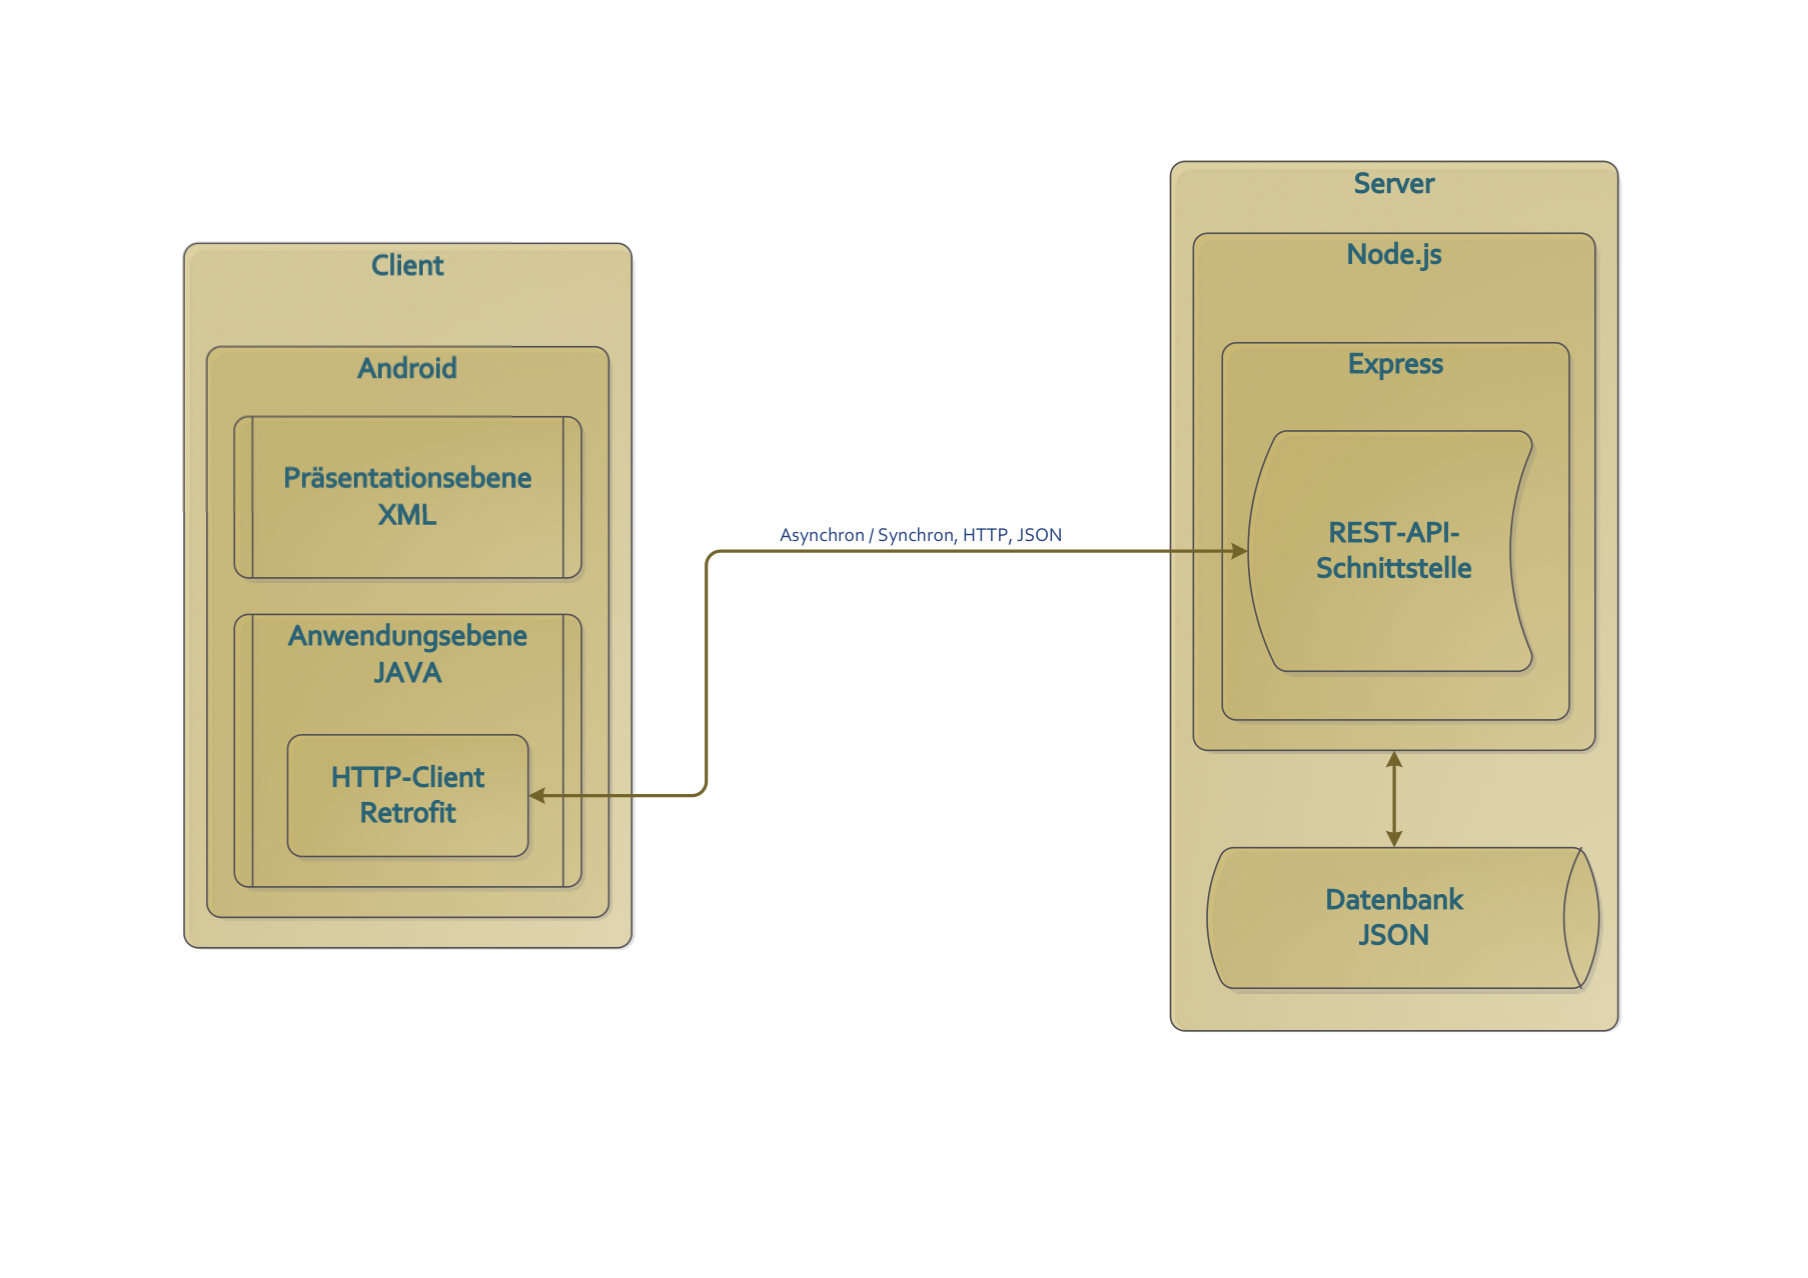 Client
Android
Präsentationsebene
XML
Anwendungsebene
JAVA
HTTP-Client
Retrofit
Asynchron / Synchron, HTTP, JSON
Server
Node.js
Express
REST-API-
Schnittstelle
Datenbank
JSON